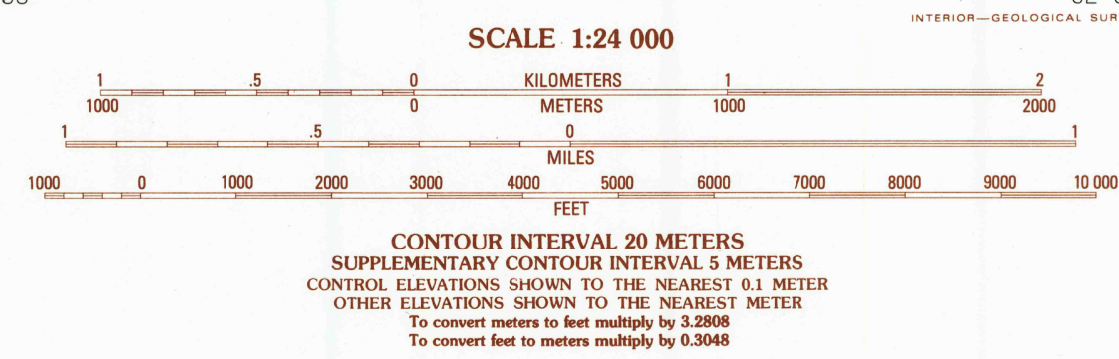 INTERIOR—GEOLOGICAL SUR
SCALE 1:24 000
1 .5 0 KILOMETERS 1 2
1000 0 METERS 1000 2000
1 .5 0 1
MILES
1000 0 1000 2000 3000 4000 5000 6000 7000 8000 9000 10 000
FEET
CONTOUR INTERVAL 20 METERS
SUPPLEMENTARY CONTOUR INTERVAL 5 METERS
CONTROL ELEVATIONS SHOWN TO THE NEAREST 0.1 METER
OTHER ELEVATIONS SHOWN TO THE NEAREST METER
To convert meters to feet multiply by 3.2808
To convert feet to meters multiply by 0.3048